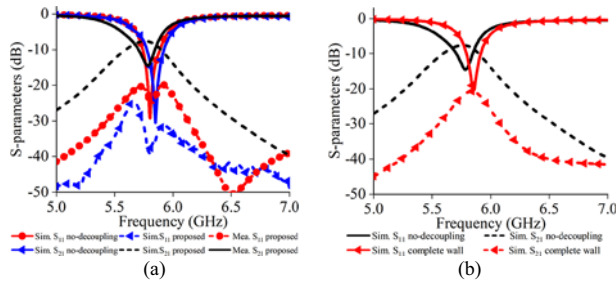 0
-10
-20
-30
-40
-50
S-parameters (dB)
5.0 5.5 6.0 6.5 7.0
Frequency (GHz)
Sim. S11 no-decoupling Sim.S11 proposed Mea. S11 proposed
Sim. S21 no-decoupling Sim.S21 proposed Mea. S21 proposed
(a)
0
-10
-20
-30
-40
-50
S-parameters (dB)
5.0 5.5 6.0 6.5 7.0
Frequency (GHz)
Sim. S11 no-decoupling Sim. S21 no-decoupling
Sim. S11 complete wall Sim. S21 complete wall
(b)